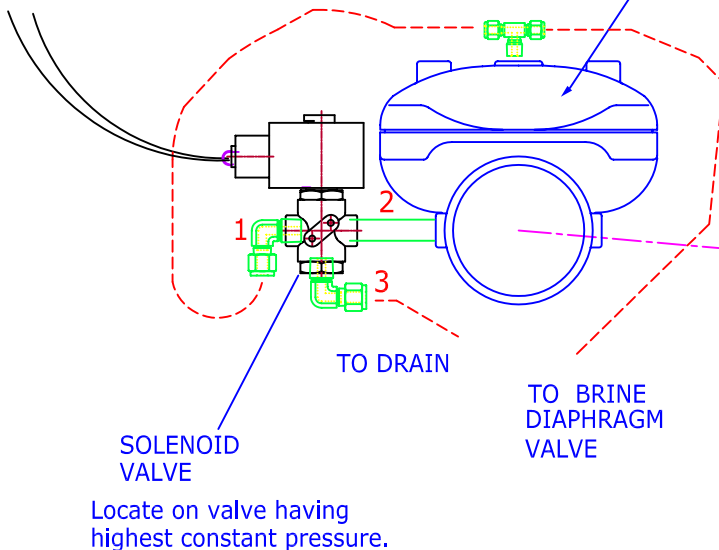 2
1
3
TO DRAIN
TO BRINE
DIAPHRAGM
VALVE
SOLENOID
VALVE
Locate on valve having
highest constant pressure.